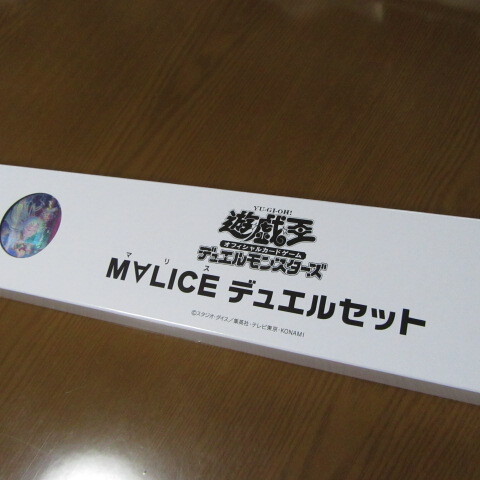 YU-GI-OH!
遊戯王
オフィシャルカードゲーム
デュエルモンスターズ
マリス
M∀LICE デュエルセット
©スタジオ・ダイス／集英社・テレビ東京・KONAMI